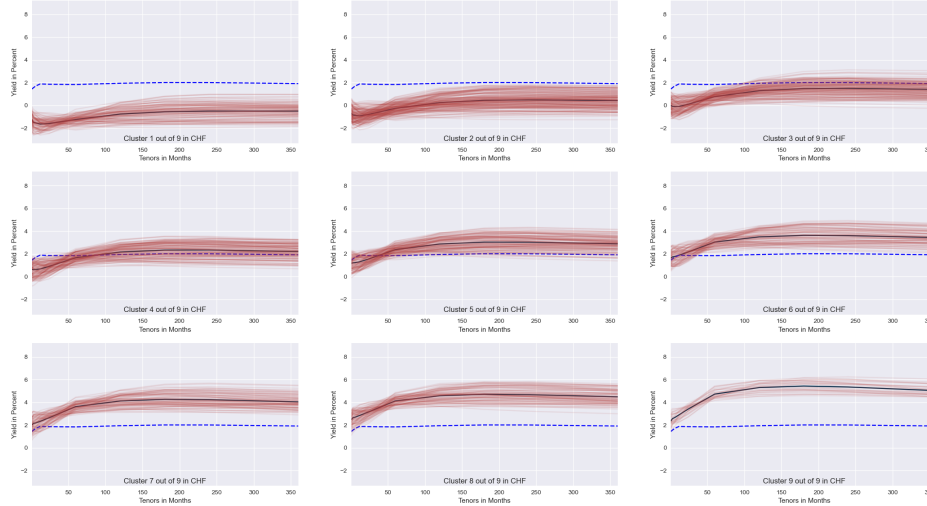 8
6
4
2
0
−2
Yield in Percent
Cluster 1 out of 9 in CHF
50 100 150 200 250 300 350
Tenors in Months
8
6
4
2
0
−2
Yield in Percent
Cluster 2 out of 9 in CHF
50 100 150 200 250 300 350
Tenors in Months
8
6
4
2
0
−2
Yield in Percent
Cluster 3 out of 9 in CHF
50 100 150 200 250 300 350
Tenors in Months
8
6
4
2
0
−2
Yield in Percent
Cluster 4 out of 9 in CHF
50 100 150 200 250 300 350
Tenors in Months
8
6
4
2
0
−2
Yield in Percent
Cluster 5 out of 9 in CHF
50 100 150 200 250 300 350
Tenors in Months
8
6
4
2
0
−2
Yield in Percent
Cluster 6 out of 9 in CHF
50 100 150 200 250 300 350
Tenors in Months
8
6
4
2
0
−2
Yield in Percent
Cluster 7 out of 9 in CHF
50 100 150 200 250 300 350
Tenors in Months
8
6
4
2
0
−2
Yield in Percent
Cluster 8 out of 9 in CHF
50 100 150 200 250 300 350
Tenors in Months
8
6
4
2
0
−2
Yield in Percent
Cluster 9 out of 9 in CHF
50 100 150 200 250 300
Tenors in Months